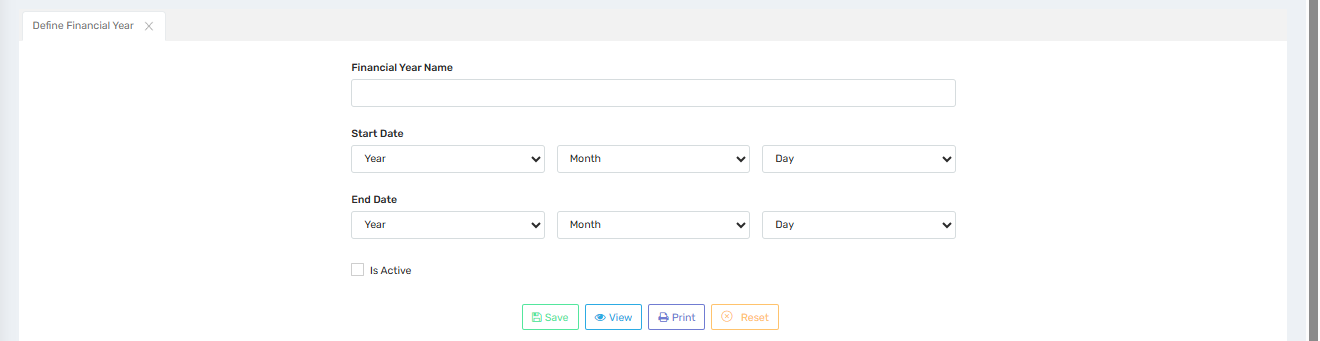 Define Financial Year
Financial Year Name
Start Date
Year Month Day
End Date
Year Month Day
Is Active
Save View Print Reset